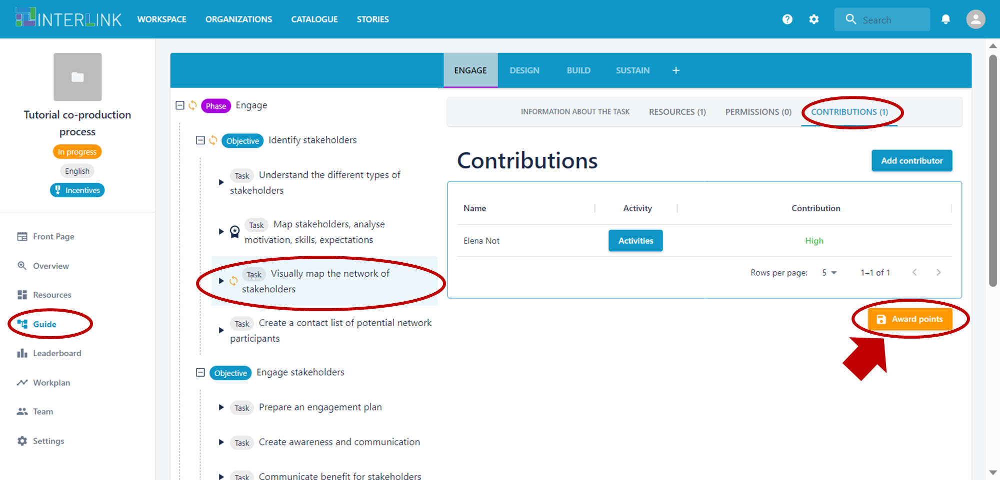 INTERLINK
WORKSPACE
ORGANIZATIONS
CATALOGUE
STORIES
Search
Tutorial co-production
process
In progress
English
Incentives
Front Page
Overview
Resources
Guide
Leaderboard
Workplan
Team
Settings
ENGAGE
DESIGN
BUILD
SUSTAIN
Phase Engage
Objective Identify stakeholders
Task Understand the different types of
stakeholders
Task Map stakeholders, analyse
motivation, skills, expectations
Task Visually map the network of
stakeholders
Task Create a contact list of potential network
participants
Objective Engage stakeholders
Task Prepare an engagement plan
Task Create awareness and communication
Task Communicate benefit for stakeholders
INFORMATION ABOUT THE TASK
RESOURCES (1)
PERMISSIONS (0)
CONTRIBUTIONS (1)
Contributions
Add contributor
Name Activity Contribution
Elena Not Activities High
Rows per page: 5 1–1 of 1
Award points